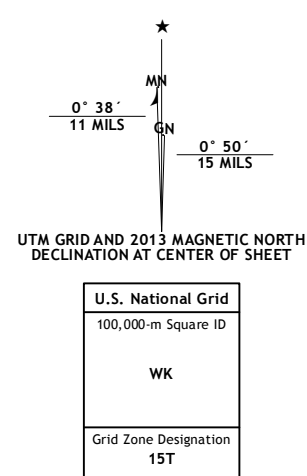 ★
MN
0° 38´
11 MILS
GN
0° 50´
15 MILS
UTM GRID AND 2013 MAGNETIC NORTH
DECLINATION AT CENTER OF SHEET
U.S. National Grid
100,000-m Square ID
WK
Grid Zone Designation
15T